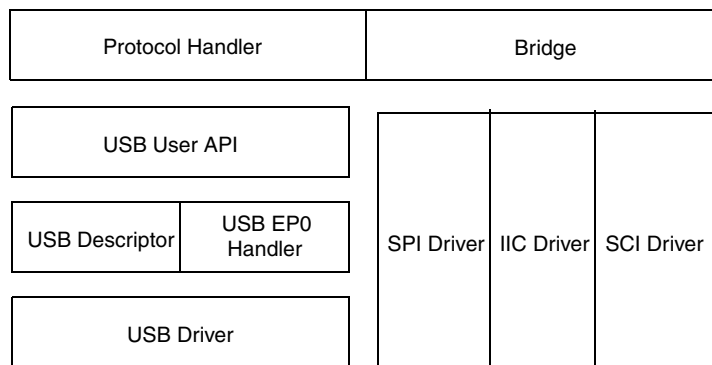 Protocol Handler
Bridge
USB User API
USB Descriptor
USB EP0
Handler
SPI Driver
IIC Driver
SCI Driver
USB Driver